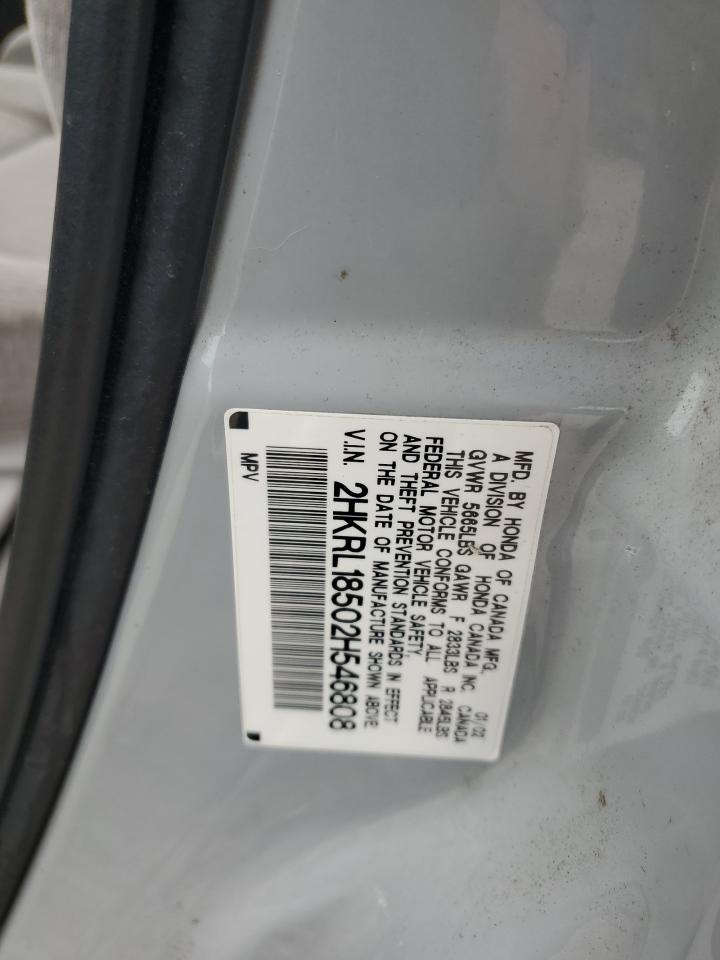 MFD. BY HONDA OF CANADA MFG.,
A DIVISION OF HONDA CANADA INC. 01/02
GVWR 5665LBS GAWR F 2833LBS R 2845LBS
THIS VEHICLE CONFORMS TO ALL APPLICABLE
FEDERAL MOTOR VEHICLE SAFETY,
AND THEFT PREVENTION STANDARDS IN EFFECT
ON THE DATE OF MANUFACTURE SHOWN ABOVE.
V.I.N. 2HKRL18502H546808
MPV CANADA